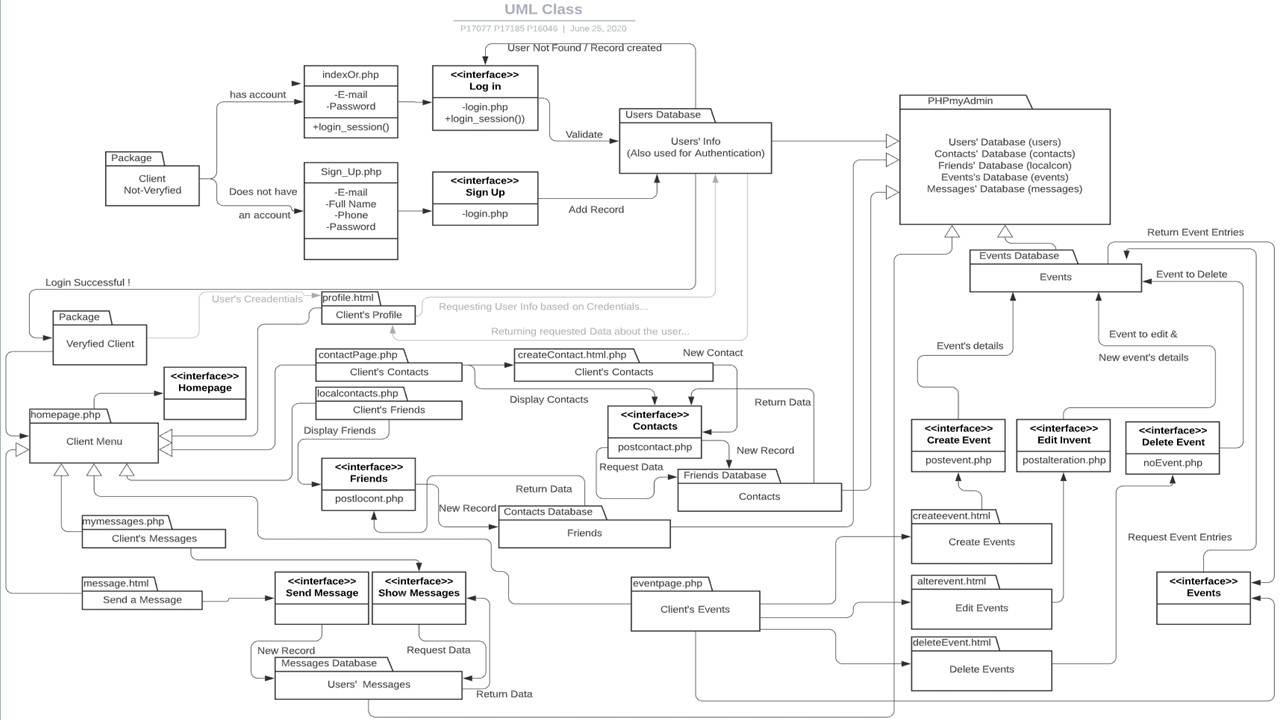 UML Class
P17077 P17185 P16046 | June 25, 2020
User Not Found / Record created
indexOr.php
-E-mail
-Password
+login_session()
<<interface>>
Log in
-login.php
+login_session())
has account
Validate
Users Database
Users' Info
(Also used for Authentication)
PHPmyAdmin
Users' Database (users)
Contacts' Database (contacts)
Friends' Database (localcon)
Events's Database (events)
Messages' Database (messages)
Package
Client
Not-Veryfied
Does not have
an account
Sign_Up.php
-E-mail
-Full Name
-Phone
-Password
<<interface>>
Sign Up
-login.php
Add Record
Return Event Entries
Events Database
Events
Event to Delete
Login Successful !
User's Creadentials
profile.html
Client's Profile
Requesting User Info based on Credentials...
Returning requested Data about the user...
Package
Veryfied Client
Event's details
Event to edit &
New event's details
contactPage.php
Client's Contacts
createContact.html.php
Client's Contacts
New Contact
<<interface>>
Homepage
localcontacts.php
Client's Friends
Display Contacts
Return Data
homepage.php
Client Menu
Display Friends
<<interface>>
Contacts
postcontact.php
New Record
Request Data
<<interface>>
Create Event
postevent.php
<<interface>>
Edit Invent
postalteration.php
<<interface>>
Delete Event
noEvent.php
<<interface>>
Friends
postlocont.php
Friends Database
Contacts
Return Data
New Record
Contacts Database
Friends
mymessages.php
Client's Messages
createevent.html
Create Events
Request Event Entries
message.html
Send a Message
<<interface>>
Send Message
<<interface>>
Show Messages
eventpage.php
Client's Events
alterevent.html
Edit Events
<<interface>>
Events
New Record
Request Data
Messages Database
Users'  Messages
Return Data
deleteEvent.html
Delete Events